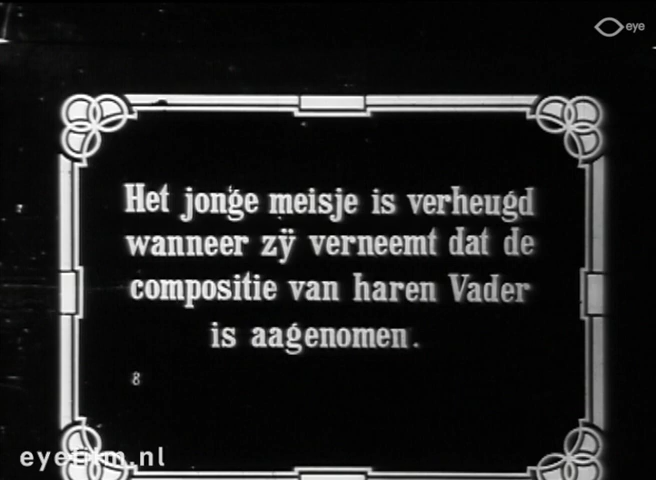 eye
Het jonge meisje is verheugd
wanneer zÿ verneemt dat de
compositie van haren Vader
is aagenomen.
8
eyefilm.nl